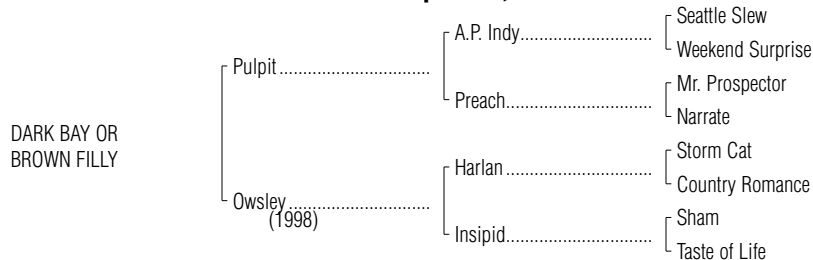 Seattle Slew
A.P. Indy
Weekend Surprise
Pulpit
Mr. Prospector
Preach
Narrate
DARK BAY OR
BROWN FILLY
Storm Cat
Harlan
Country Romance
Owsley
(1998)
Sham
Insipid
Taste of Life